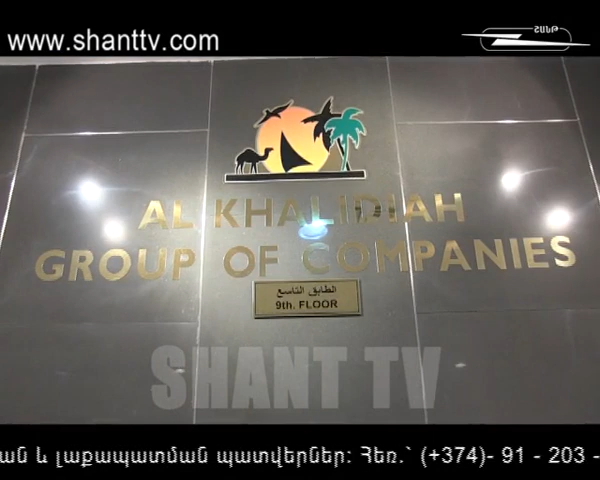 www.shanttv.com
ՇԱՆԹ
AL KHALIDIAH
GROUP OF COMPANIES
الطابق التاسع
9th. FLOOR
SHANT TV
ան և լաքապատման պատվերներ: Հեռ.` (+374)- 91 - 203 -